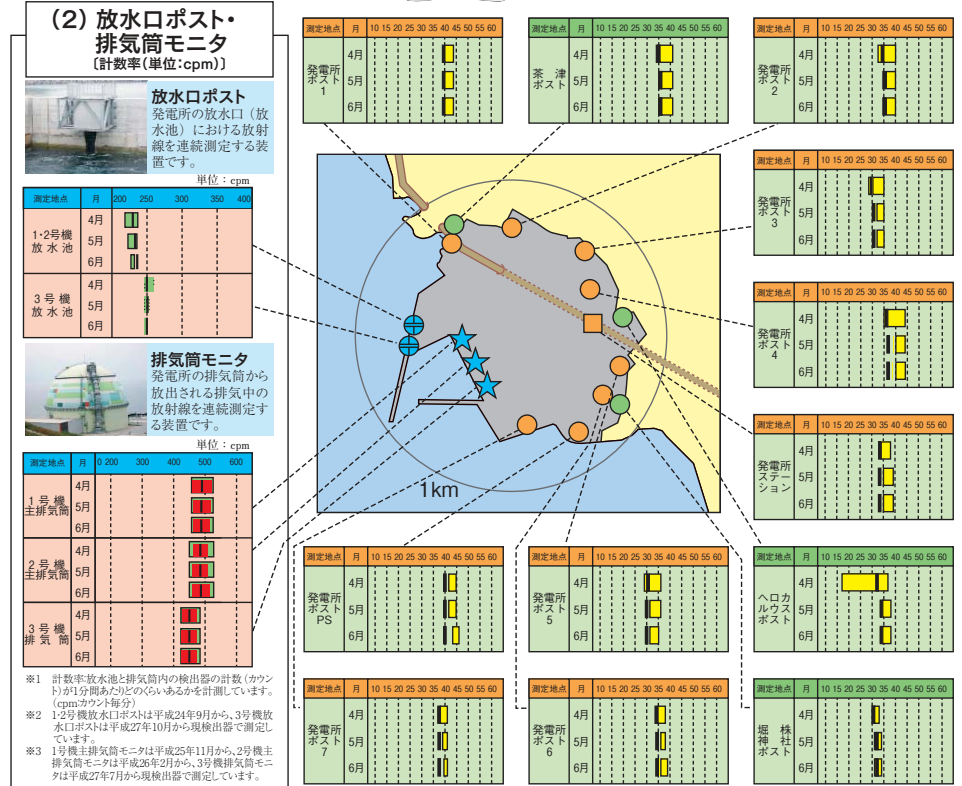 (2) 放水口ポスト・
排気筒モニタ
〔計数率(単位:cpm)〕
放水口ポスト
発電所の放水口（放
水池）における放射
線を連続測定する装
置です。
単位：cpm
測定地点 月 200 250 300 350 400
1・2号機
放水池
4月
5月
6月
3号機
放水池
4月
5月
6月
排気筒モニタ
発電所の排気筒から
放出される排気中の
放射線を連続測定す
る装置です。
単位：cpm
測定地点 月 0 200 300 400 500 600
1号機
主排気筒
4月
5月
6月
2号機
主排気筒
4月
5月
6月
3号機
排気筒
4月
5月
6月
※1 計数率:放水池と排気筒内の検出器の計数(カウン
ト)が1分間あたりどのくらいあるかを計測しています。
(cpm:カウント毎分)
※2 1・2号機放水口ポストは平成24年9月から、3号機放
水口ポストは平成27年10月から現検出器で測定し
ています。
※3 1号機主排気筒モニタは平成25年11月から、2号機主
排気筒モニタは平成26年2月から、3号機排気筒モニ
タは平成27年7月から現検出器で測定しています。
測定地点 月 10 15 20 25 30 35 40 45 50 55 60
発電所
ポスト
1
4月
5月
6月
測定地点 月 10 15 20 25 30 35 40 45 50 55 60
茶津
ポスト
4月
5月
6月
測定地点 月 10 15 20 25 30 35 40 45 50 55 60
発電所
ポスト
2
4月
5月
6月
測定地点 月 10 15 20 25 30 35 40 45 50 55 60
発電所
ポスト
3
4月
5月
6月
測定地点 月 10 15 20 25 30 35 40 45 50 55 60
発電所
ポスト
4
4月
5月
6月
測定地点 月 10 15 20 25 30 35 40 45 50 55 60
発電所
ステー
ション
4月
5月
6月
1km
測定地点 月 10 15 20 25 30 35 40 45 50 55 60
発電所
ポスト
PS
4月
5月
6月
測定地点 月 10 15 20 25 30 35 40 45 50 55 60
発電所
ポスト
5
4月
5月
6月
測定地点 月 10 15 20 25 30 35 40 45 50 55 60
ヘロカ
ルウス
ポスト
4月
5月
6月
測定地点 月 10 15 20 25 30 35 40 45 50 55 60
発電所
ポスト
7
4月
5月
6月
測定地点 月 10 15 20 25 30 35 40 45 50 55 60
発電所
ポスト
6
4月
5月
6月
測定地点 月 10 15 20 25 30 35 40 45 50 55 60
堀株
神社
ポスト
4月
5月
6月